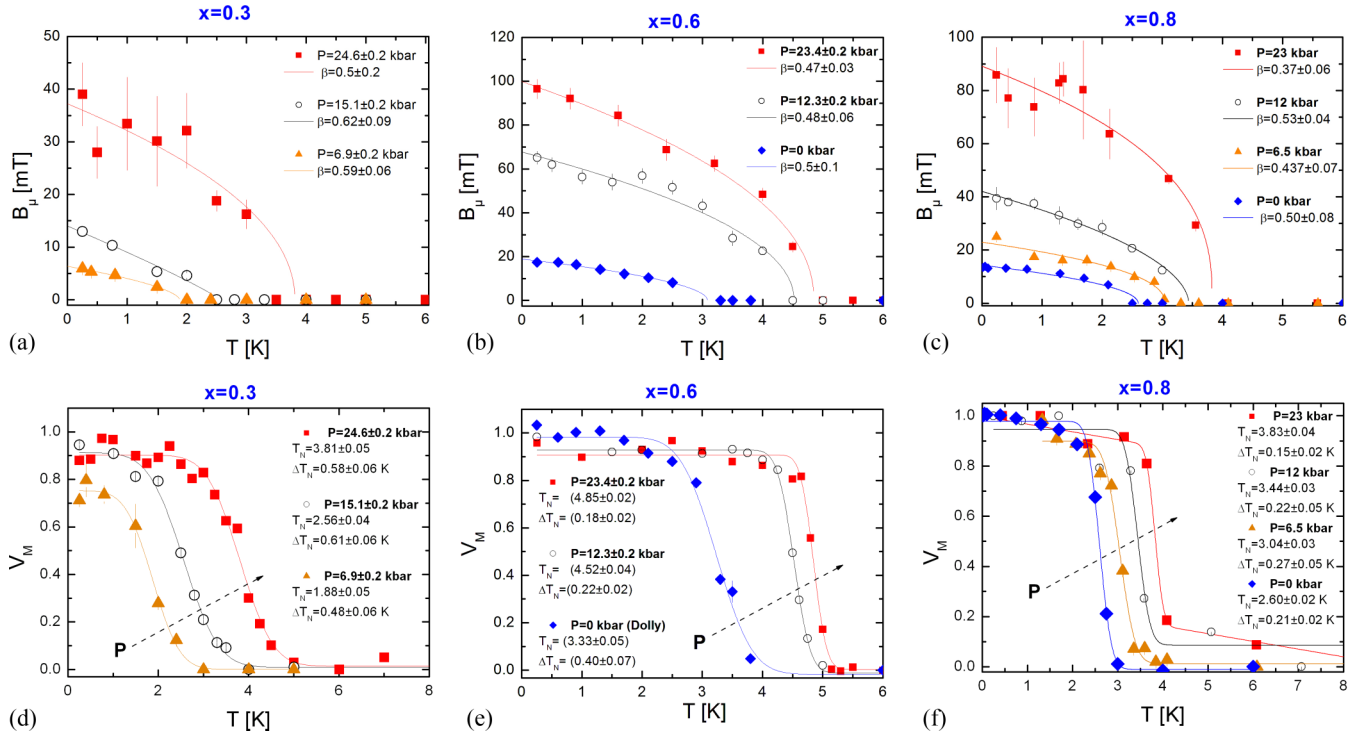 x=0.3
50
40
30
20
10
0
B_μ [mT]
P=24.6±0.2 kbar
β=0.5±0.2
P=15.1±0.2 kbar
β=0.62±0.09
P=6.9±0.2 kbar
β=0.59±0.06
0 1 2 3 4 5 6
(a)
T [K]
x=0.6
120
100
80
60
40
20
0
B_μ [mT]
P=23.4±0.2 kbar
β=0.47±0.03
P=12.3±0.2 kbar
β=0.48±0.06
P=0 kbar
β=0.5±0.1
0 1 2 3 4 5 6
(b)
T [K]
x=0.8
100
80
60
40
20
0
B_μ [mT]
P=23 kbar
β=0.37±0.06
P=12 kbar
β=0.53±0.04
P=6.5 kbar
β=0.437±0.07
P=0 kbar
β=0.50±0.08
0 1 2 3 4 5 6
(c)
T [K]
x=0.3
1.0
0.8
0.6
0.4
0.2
0.0
V_M
P=24.6±0.2 kbar
T_N=3.81±0.05
ΔT_N=0.58±0.06 K
P=15.1±0.2 kbar
T_N=2.56±0.04
ΔT_N=0.61±0.06 K
P=6.9±0.2 kbar
T_N=1.88±0.05
ΔT_N=0.48±0.06 K
P
0 2 4 6 8
(d)
T [K]
x=0.6
1.0
0.8
0.6
0.4
0.2
0.0
V_M
P=23.4±0.2 kbar
T_N= (4.85±0.02)
ΔT_N= (0.18±0.02)
P=12.3±0.2 kbar
T_N= (4.52±0.04)
ΔT_N= (0.22±0.02)
P=0 kbar (Dolly)
T_N= (3.33±0.05)
ΔT_N= (0.40±0.07)
P
0 1 2 3 4 5 6
(e)
T [K]
x=0.8
1.0
0.8
0.6
0.4
0.2
0.0
V_M
P=23 kbar
T_N=3.83±0.04
ΔT_N=0.15±0.02 K
P=12 kbar
T_N=3.44±0.03
ΔT_N=0.22±0.05 K
P=6.5 kbar
T_N=3.04±0.03
ΔT_N=0.27±0.05 K
P=0 kbar
T_N=2.60±0.02 K
ΔT_N=0.21±0.02 K
P
0 1 2 3 4 5 6 7 8
(f)
T [K]